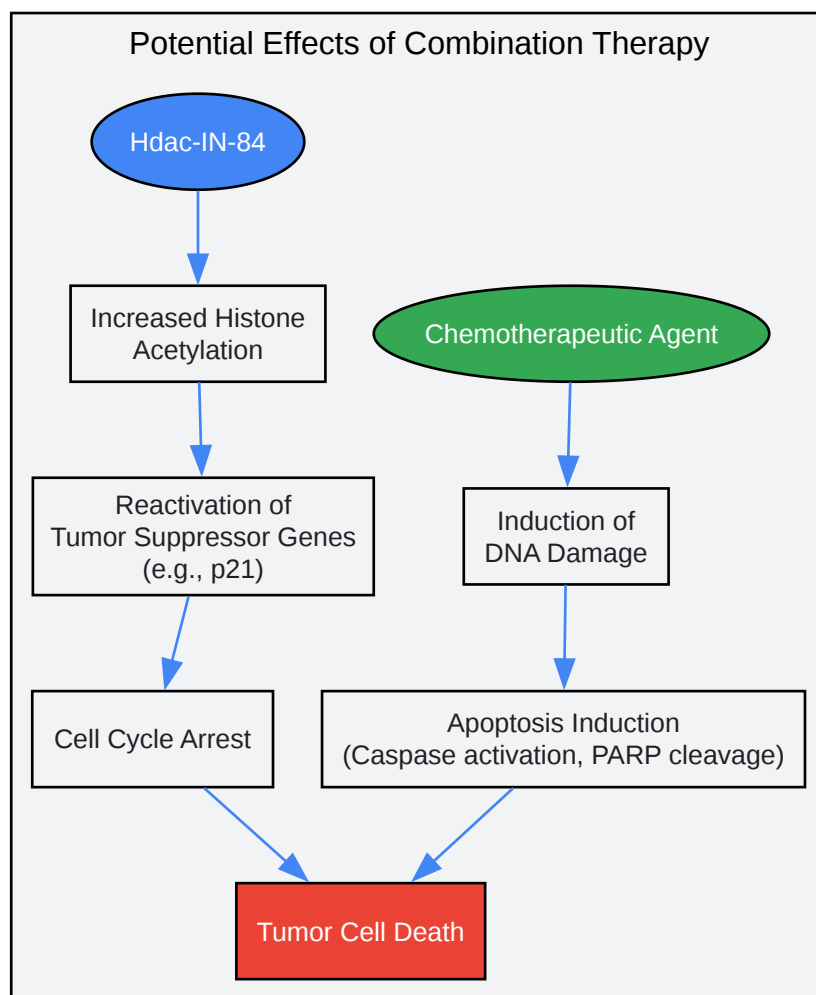 Potential Effects of Combination Therapy
Hdac-IN-84
Increased Histone
Acetylation
Chemotherapeutic Agent
Reactivation of
Tumor Suppressor Genes
(e.g., p21)
Induction of
DNA Damage
Cell Cycle Arrest
Apoptosis Induction
(Caspase activation, PARP cleavage)
Tumor Cell Death